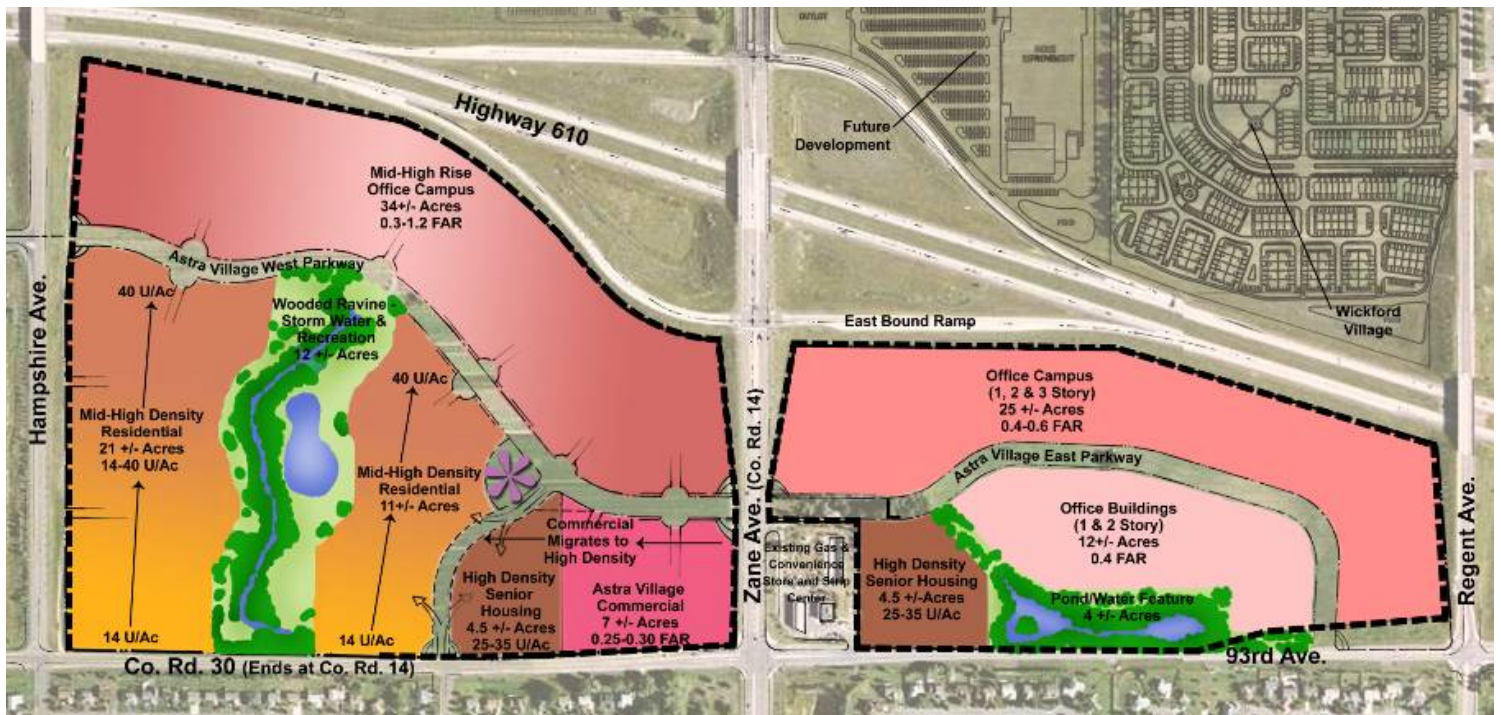 OUTLOT
Highway 610
Future
Development
Mid-High Rise
Office Campus
34+/- Acres
0.3-1.2 FAR
Astra Village West Parkway
40 U/Ac
Wooded Ravine -
Storm Water &
Recreation
12 +/- Acres
East Bound Ramp
Wickford
Village
POND
Hampshire Ave.
40 U/Ac
Mid-High Density
Residential
21 +/- Acres
14-40 U/Ac
Mid-High Density
Residential
11+/- Acres
Office Campus
(1, 2 & 3 Story)
25 +/- Acres
0.4-0.6 FAR
Astra Village East Parkway
Zane Ave. (Co. Rd. 14)
Regent Ave.
Office Buildings
(1 & 2 Story)
12+/- Acres
0.4 FAR
Commercial
Migrates to
High Density
Existing Gas &
Convenience
Store and Strip
Center
High Density
Senior Housing
4.5 +/-Acres
25-35 U/Ac
High Density
Senior
Housing
4.5 +/- Acres
25-35 U/Ac
Astra Village
Commercial
7 +/- Acres
0.25-0.30 FAR
Pond/Water Feature
4 +/- Acres
14 U/Ac
14 U/Ac
Co. Rd. 30 (Ends at Co. Rd. 14)
93rd Ave.